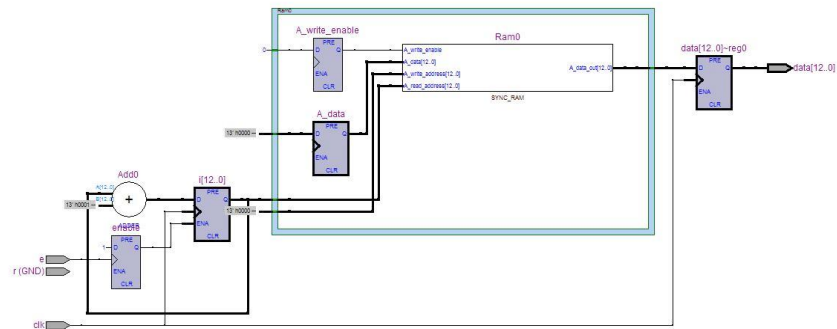 Ram0
A_write_enable
PRE
0
D Q
ENA
CLR
Ram0
A_write_enable
A_data[12..0]
A_write_address[12..0]
A_read_address[12..0]
A_data_out[12..0]
SYNC_RAM
data[12..0]~reg0
PRE
D Q
ENA
CLR
data[12..0]
A_data
PRE
13' h0000
D Q
ENA
CLR
Add0
A[12..0]
B[12..0]
13' h0001
+
ADDER
i[12..0]
PRE
D Q
ENA
CLR
13' h0000
enable
PRE
1
D Q
ENA
CLR
e
r (GND)
clk